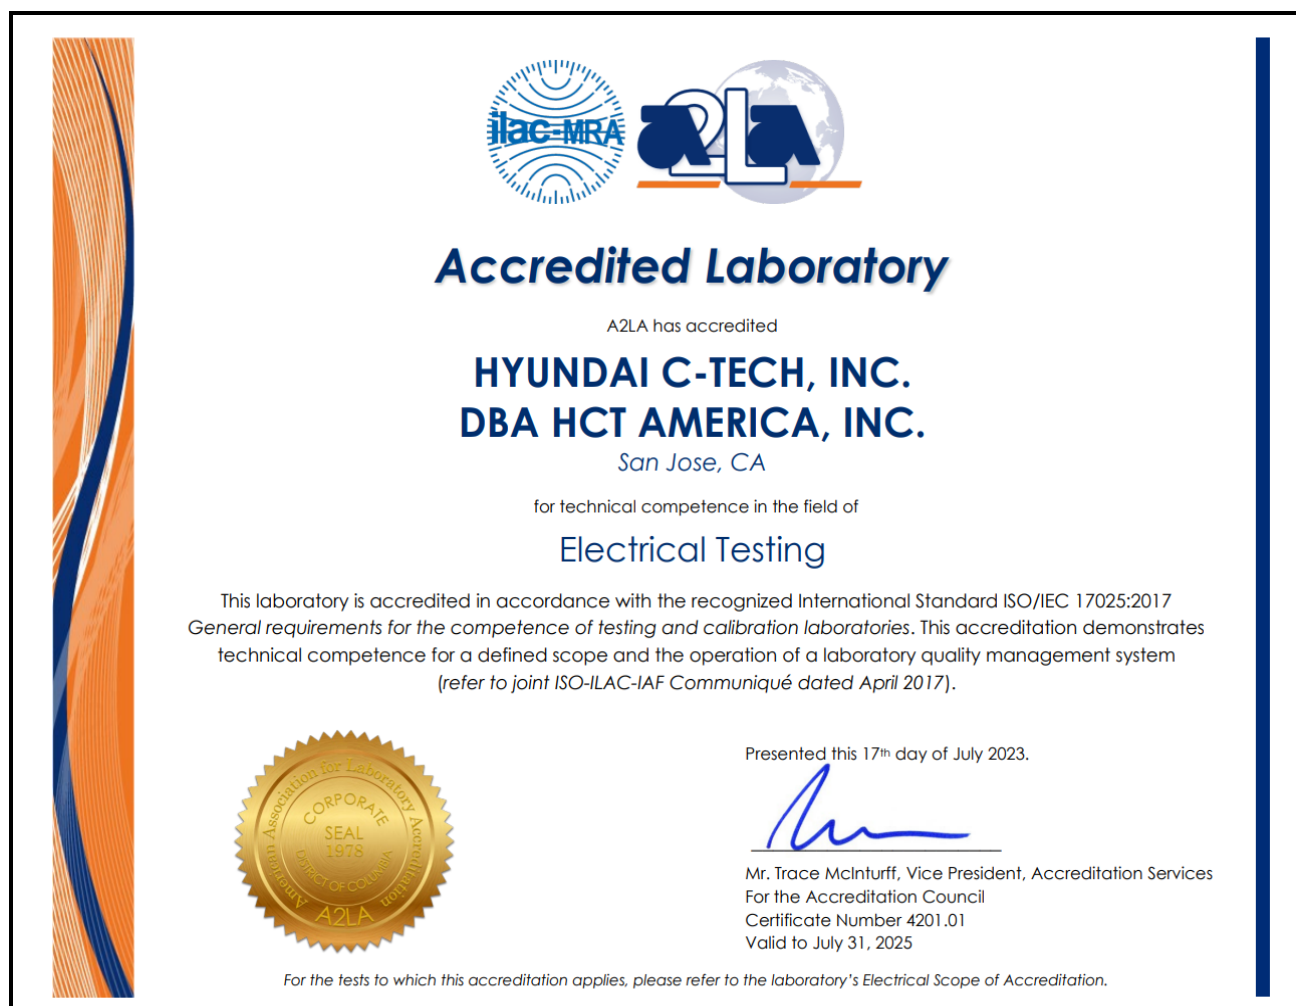 ilac-MRA
A2LA
Accredited Laboratory
A2LA has accredited
HYUNDAI C-TECH, INC.
DBA HCT AMERICA, INC.
San Jose, CA
for technical competence in the field of
Electrical Testing
This laboratory is accredited in accordance with the recognized International Standard ISO/IEC 17025:2017
General requirements for the competence of testing and calibration laboratories. This accreditation demonstrates
technical competence for a defined scope and the operation of a laboratory quality management system
(refer to joint ISO-ILAC-IAF Communiqué dated April 2017).
American Association for Laboratory Accreditation
CORPORATE
SEAL
1978
DISTRICT OF COLUMBIA
A2LA
Presented this 17th day of July 2023.
Mr. Trace McInturff, Vice President, Accreditation Services
For the Accreditation Council
Certificate Number 4201.01
Valid to July 31, 2025
For the tests to which this accreditation applies, please refer to the laboratory's Electrical Scope of Accreditation.